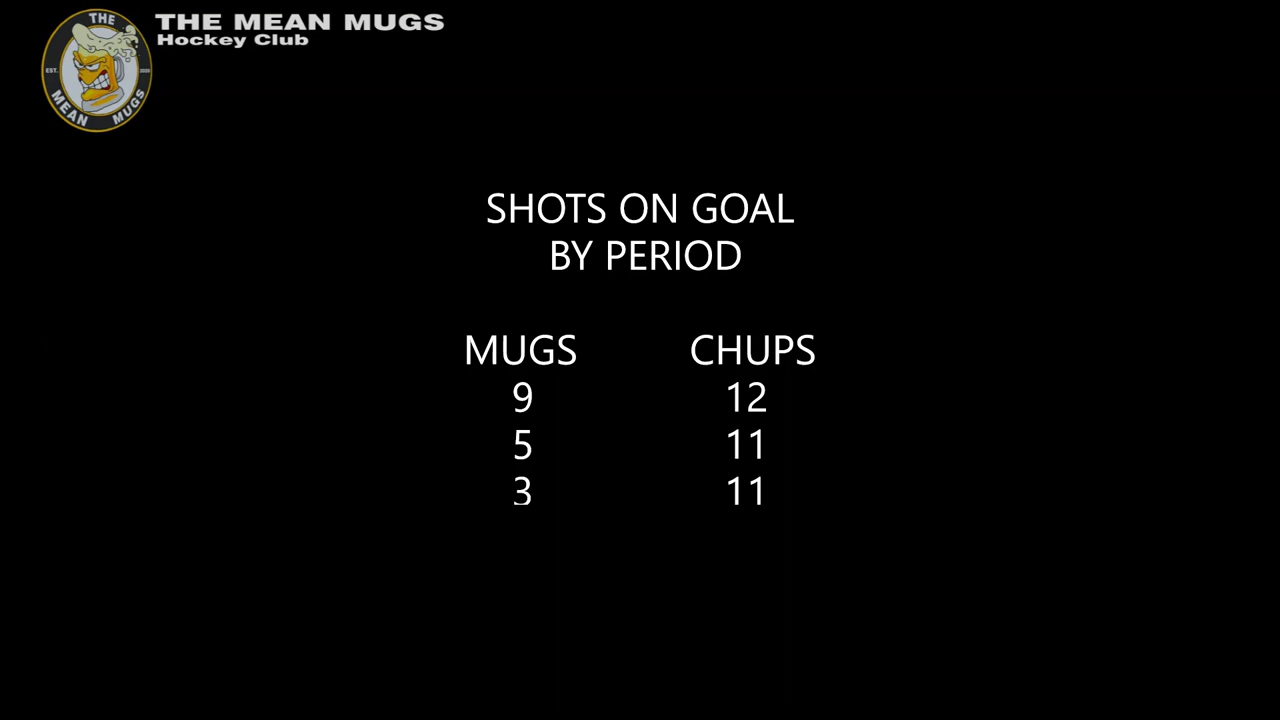 THE MEAN MUGS
Hockey Club
THE
EST. 2020
MEAN MUGS
SHOTS ON GOAL
BY PERIOD
MUGS CHUPS
9 12
5 11
3 11